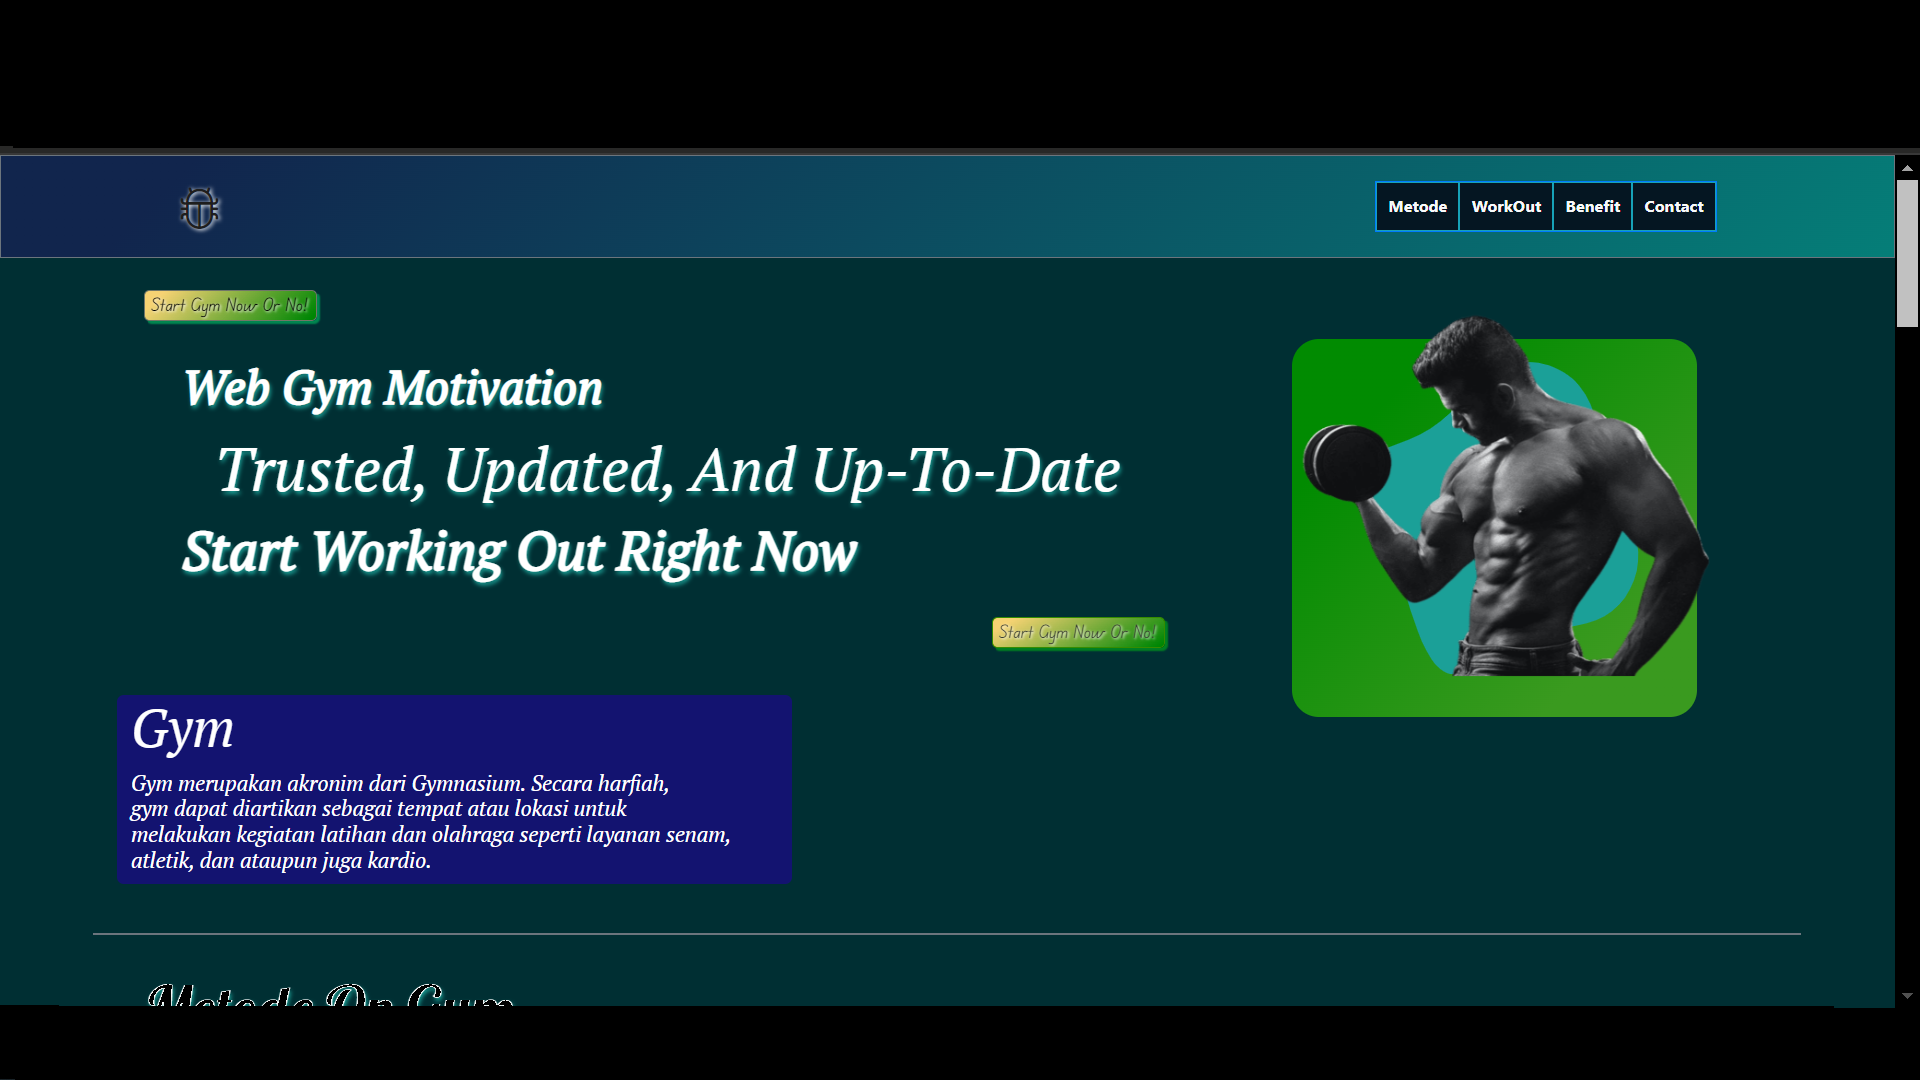 Metode WorkOut Benefit Contact
Start Gym Now Or No!
Web Gym Motivation
Trusted, Updated, And Up-To-Date
Start Working Out Right Now
Start Gym Now Or No!
Gym
Gym merupakan akronim dari Gymnasium. Secara harfiah,
gym dapat diartikan sebagai tempat atau lokasi untuk
melakukan kegiatan latihan dan olahraga seperti layanan senam,
atletik, dan ataupun juga kardio.
Metode On Gym